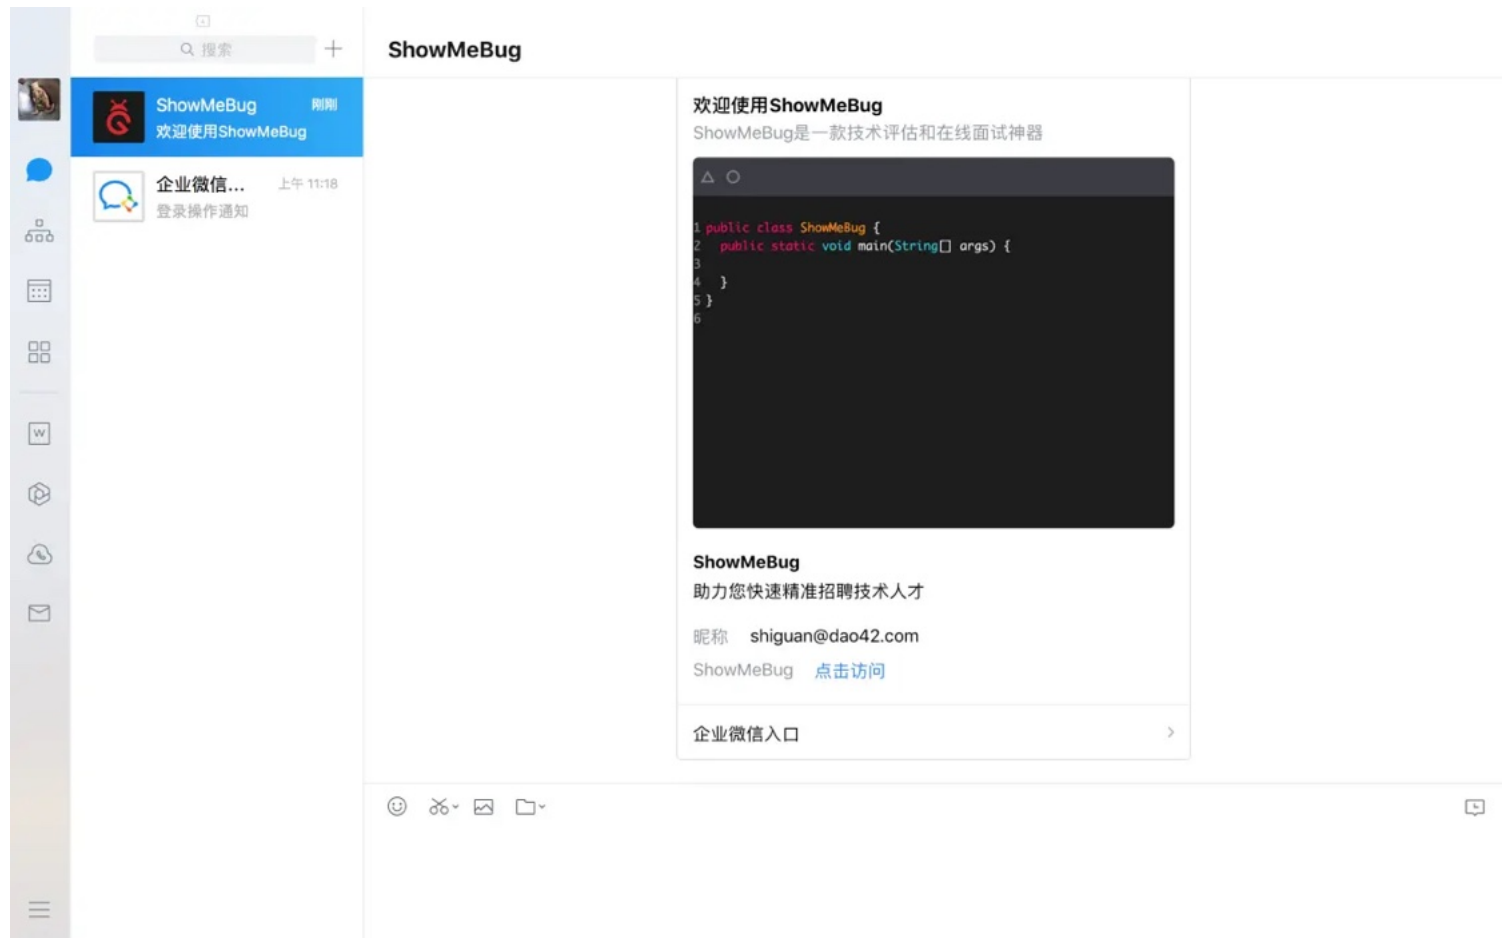 搜索
ShowMeBug
ShowMeBug 刚刚
欢迎使用ShowMeBug
企业微信... 上午 11:18
登录操作通知
欢迎使用ShowMeBug
ShowMeBug是一款技术评估和在线面试神器
1 public class ShowMeBug {
2   public static void main(String[] args) {
3
4   }
5 }
6
ShowMeBug
助力您快速精准招聘技术人才
昵称 shiguan@dao42.com
ShowMeBug 点击访问
企业微信入口
W